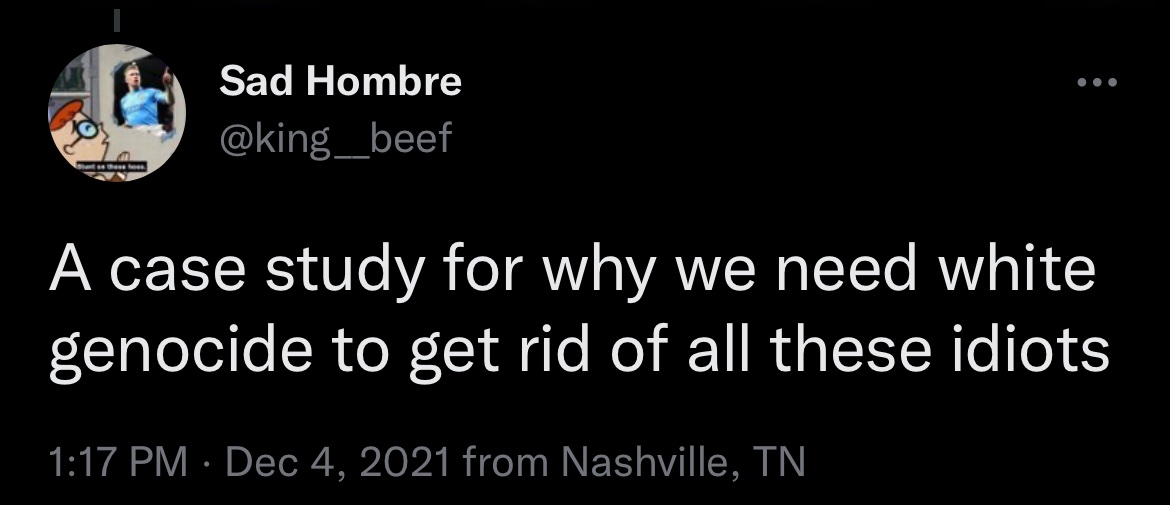 Sad Hombre
@king__beef
A case study for why we need white
genocide to get rid of all these idiots
1:17 PM · Dec 4, 2021 from Nashville, TN